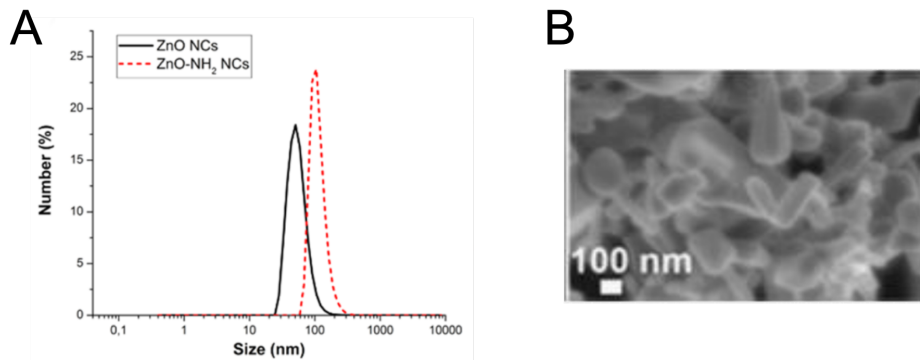 A
B
ZnO NCs
ZnO-NH₂ NCs
25
20
15
10
5
0
Number (%)
0,1 1 10 100 1000 10000
Size (nm)
100 nm